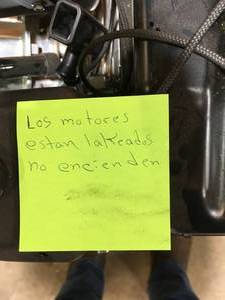 Los motores
estan lakeados
no encienden